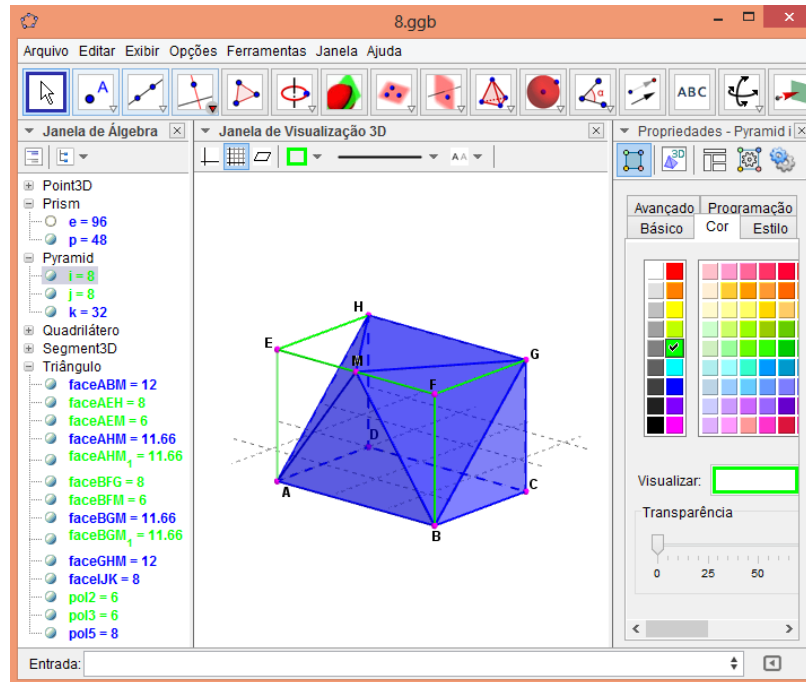 8.ggb
Arquivo Editar Exibir Opções Ferramentas Janela Ajuda
A
α
ABC
Janela de Álgebra
Janela de Visualização 3D
Propriedades - Pyramid i
AA
3D
Point3D
Prism
e = 96
p = 48
Pyramid
i = 8
j = 8
k = 32
Quadrilátero
Segment3D
Triângulo
faceABM = 12
faceAEH = 8
faceAEM = 6
faceAHM = 11.66
faceAHM₁ = 11.66
faceBFG = 8
faceBFM = 6
faceBGM = 11.66
faceBGM₁ = 11.66
faceGHM = 12
faceIJK = 8
pol2 = 6
pol3 = 6
pol5 = 8
H
E
M
G
F
D
A
C
B
Avançado Programação
Básico Cor Estilo
Visualizar:
Transparência
0 25 50
Entrada: